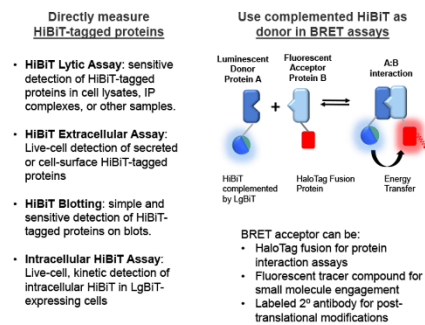 Directly measure
HiBiT-tagged proteins
• HiBiT Lytic Assay: sensitive
detection of HiBiT-tagged
proteins in cell lysates, IP
complexes, or other samples.
• HiBiT Extracellular Assay:
Live-cell detection of secreted
or cell-surface HiBiT-tagged
proteins
• HiBiT Blotting: simple and
sensitive detection of HiBiT-
tagged proteins on blots.
• Intracellular HiBiT Assay:
Live-cell, kinetic detection of
intracellular HiBiT in LgBiT-
expressing cells
Use complemented HiBiT as
donor in BRET assays
Luminescent
Donor
Protein A
Fluorescent
Acceptor
Protein B
A:B
interaction
+
HiBiT
complemented
by LgBiT
HaloTag Fusion
Protein
Energy
Transfer
BRET acceptor can be:
• HaloTag fusion for protein
interaction assays
• Fluorescent tracer compound for
small molecule engagement
• Labeled 2º antibody for post-
translational modifications